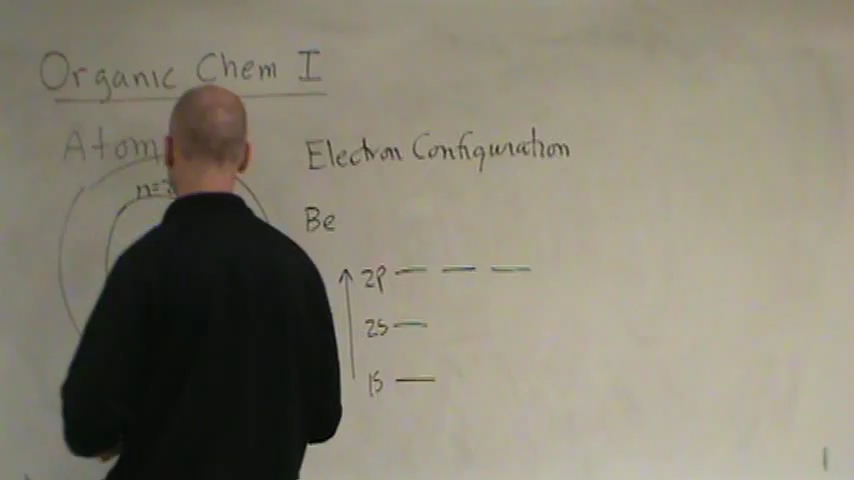 Organic Chem I
Atom
Electron Configuration
n=
Be
2p
2s
1s